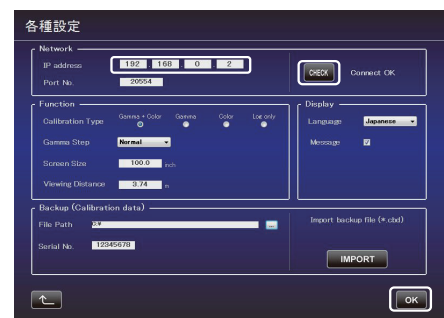 各種設定
Network
IP address 192 . 168 . 0 . 2
CHECK Connect OK
Port No. 20554
Function
Calibration Type Gamma + Color Gamma Color Log only
Gamma Step Normal
Screen Size 100.0 inch
Viewing Distance 3.74 m
Display
Language Japanese
Message
Backup (Calibration data)
File Path D:¥ ...
Serial No. 12345678
Import backup file (*.cbd)
IMPORT
OK